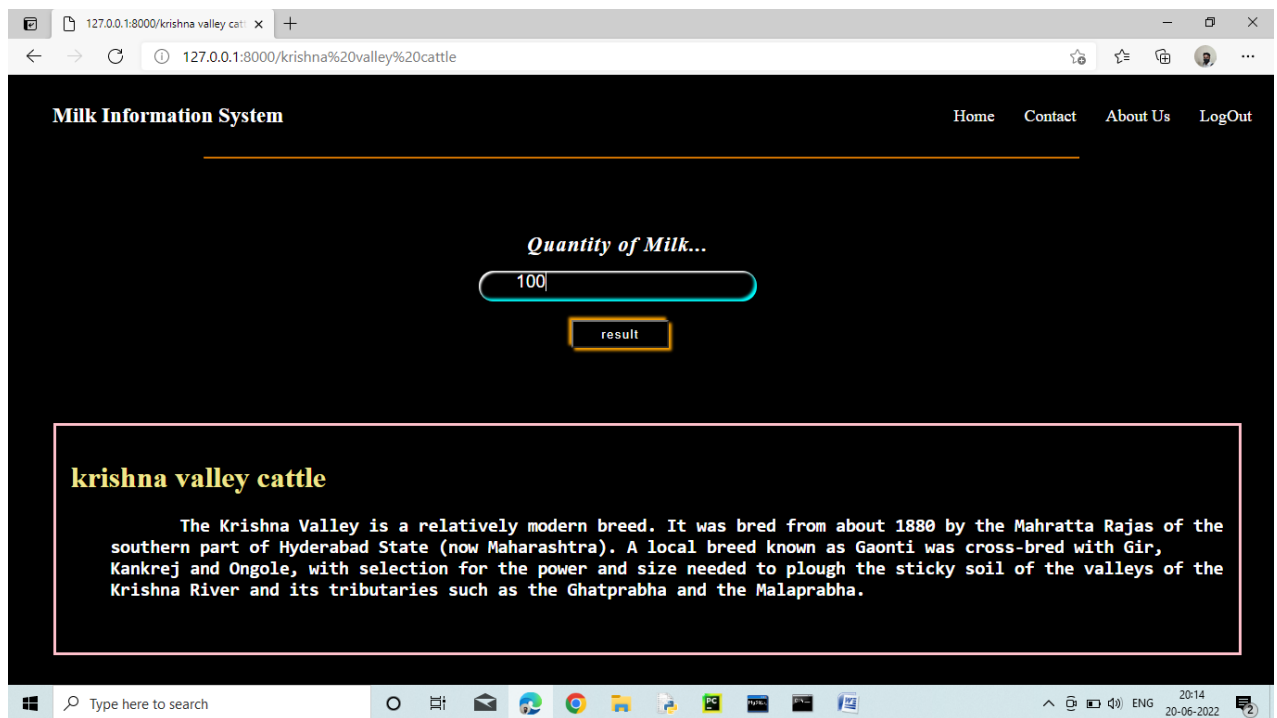 127.0.0.1:8000/krishna valley cat
127.0.0.1:8000/krishna%20valley%20cattle
Milk Information System
Home Contact About Us LogOut
Quantity of Milk...
100
result
krishna valley cattle
The Krishna Valley is a relatively modern breed. It was bred from about 1880 by the Mahratta Rajas of the
southern part of Hyderabad State (now Maharashtra). A local breed known as Gaonti was cross-bred with Gir,
Kankrej and Ongole, with selection for the power and size needed to plough the sticky soil of the valleys of the
Krishna River and its tributaries such as the Ghatprabha and the Malaprabha.
Type here to search
ENG
20:14
20-06-2022
2